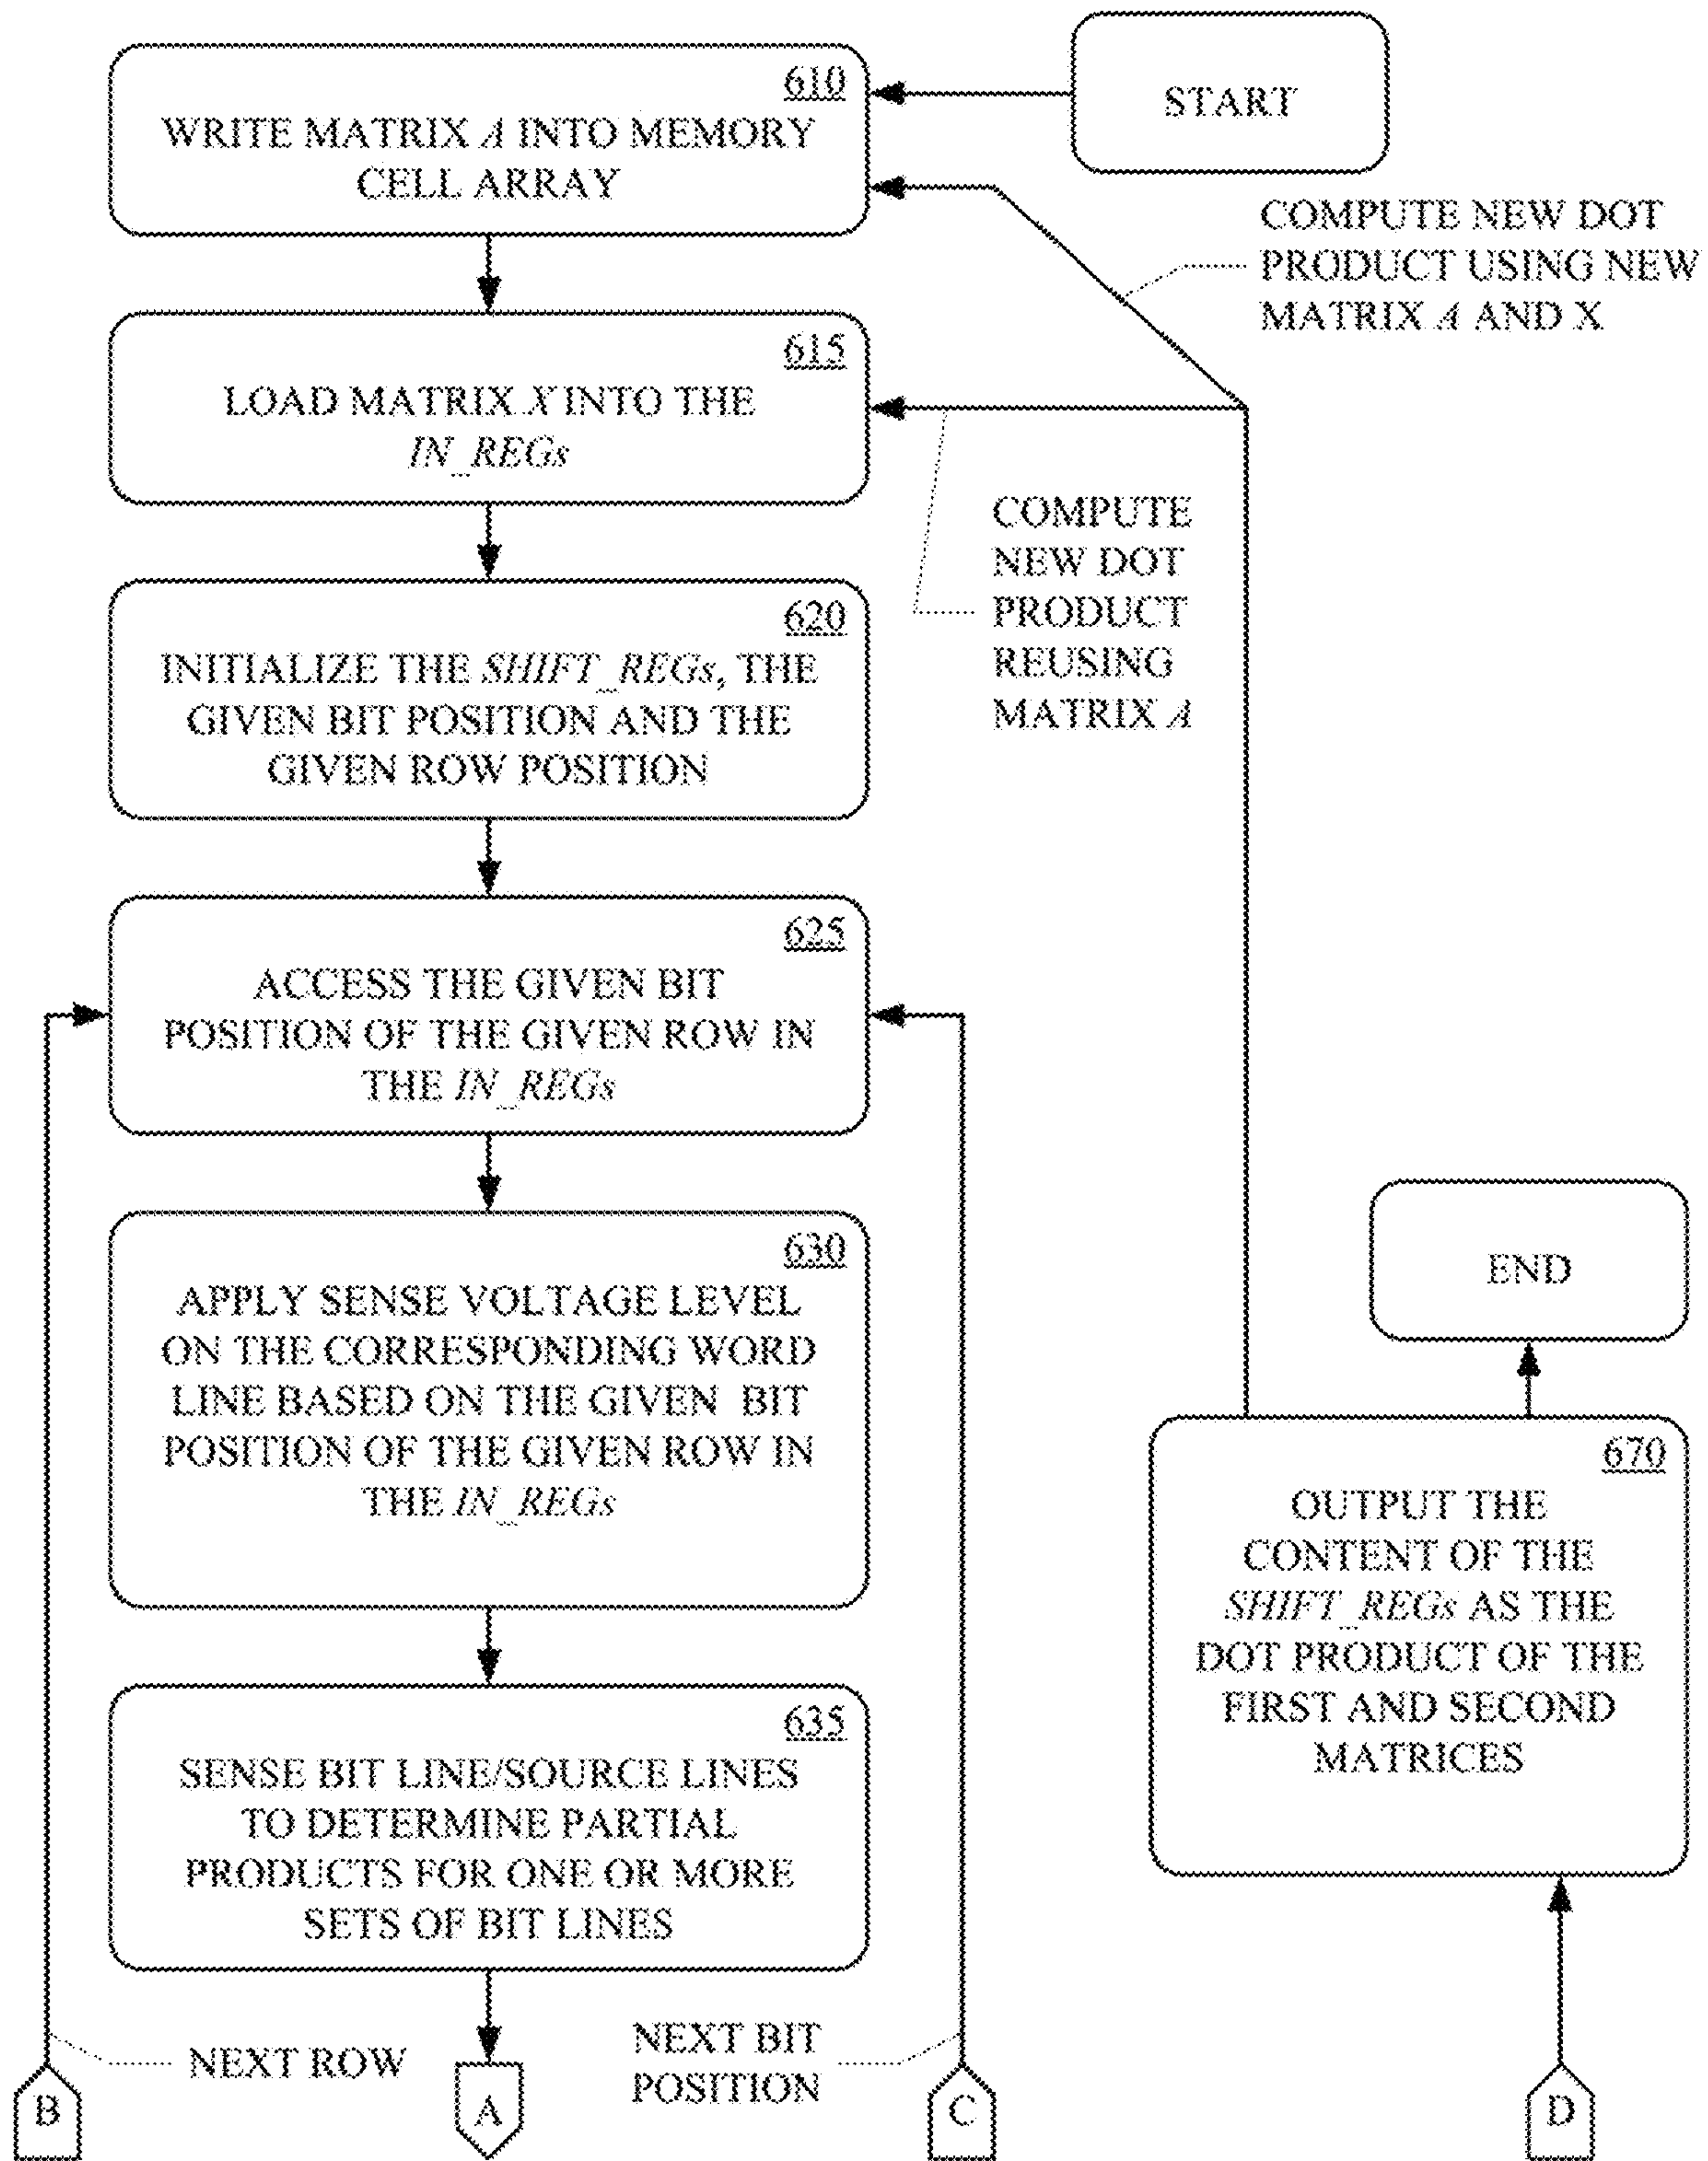 START
610
WRITE MATRIX A INTO MEMORY
CELL ARRAY
COMPUTE NEW DOT
PRODUCT USING NEW
MATRIX A AND X
615
LOAD MATRIX X INTO THE
IN_REGs
COMPUTE
NEW DOT
PRODUCT
REUSING
MATRIX A
620
INITIALIZE THE SHIFT_REGs, THE
GIVEN BIT POSITION AND THE
GIVEN ROW POSITION
625
ACCESS THE GIVEN BIT
POSITION OF THE GIVEN ROW IN
THE IN_REGs
630
APPLY SENSE VOLTAGE LEVEL
ON THE CORRESPONDING WORD
LINE BASED ON THE GIVEN BIT
POSITION OF THE GIVEN ROW IN
THE IN_REGs
635
SENSE BIT LINE/SOURCE LINES
TO DETERMINE PARTIAL
PRODUCTS FOR ONE OR MORE
SETS OF BIT LINES
NEXT ROW
NEXT BIT
POSITION
B
A
C
END
670
OUTPUT THE
CONTENT OF THE
SHIFT_REGs AS THE
DOT PRODUCT OF THE
FIRST AND SECOND
MATRICES
D